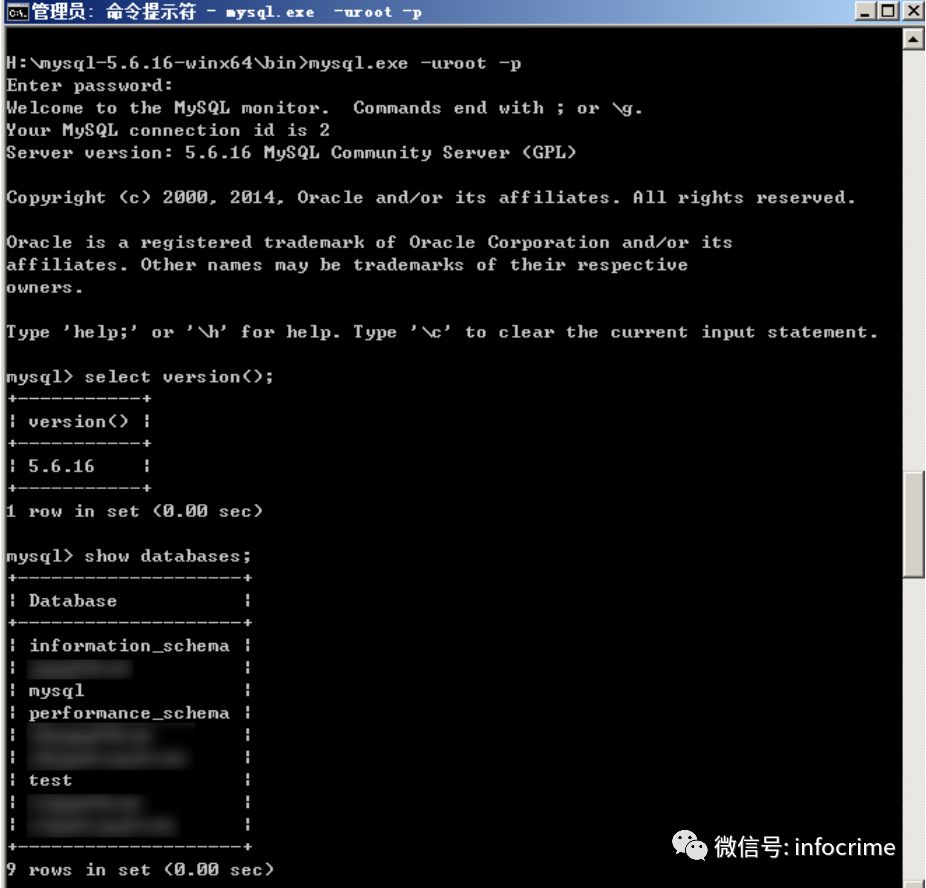 管理员: 命令提示符 - mysql.exe  -uroot -p
H:\mysql-5.6.16-winx64\bin>mysql.exe -uroot -p
Enter password:
Welcome to the MySQL monitor.  Commands end with ; or \g.
Your MySQL connection id is 2
Server version: 5.6.16 MySQL Community Server (GPL)
Copyright (c) 2000, 2014, Oracle and/or its affiliates. All rights reserved.
Oracle is a registered trademark of Oracle Corporation and/or its
affiliates. Other names may be trademarks of their respective
owners.
Type 'help;' or '\h' for help. Type '\c' to clear the current input statement.
mysql> select version();
+-----------+
| version() |
+-----------+
| 5.6.16    |
+-----------+
1 row in set (0.00 sec)
mysql> show databases;
+--------------------+
| Database           |
+--------------------+
| information_schema |
| mysql              |
| performance_schema |
| test               |
+--------------------+
9 rows in set (0.00 sec)
微信号: infocrime